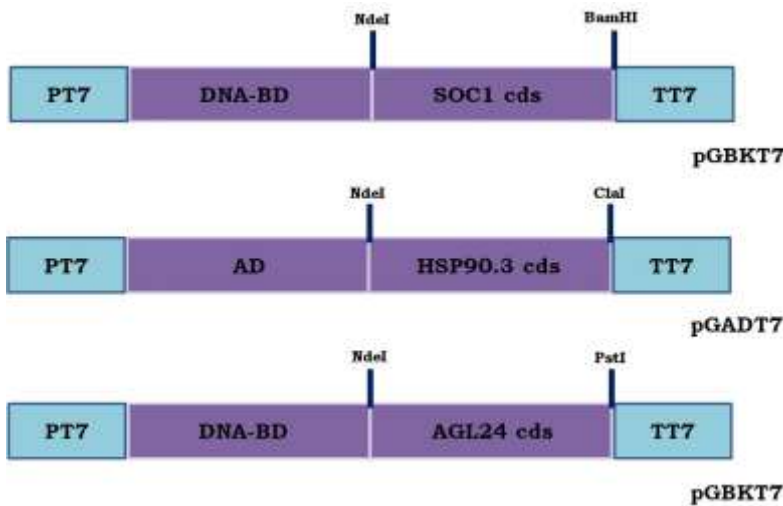 NdeI BamHI
PT7 DNA-BD SOC1 cds TT7
pGBKT7
NdeI ClaI
PT7 AD HSP90.3 cds TT7
pGADT7
NdeI PstI
PT7 DNA-BD AGL24 cds TT7
pGBKT7